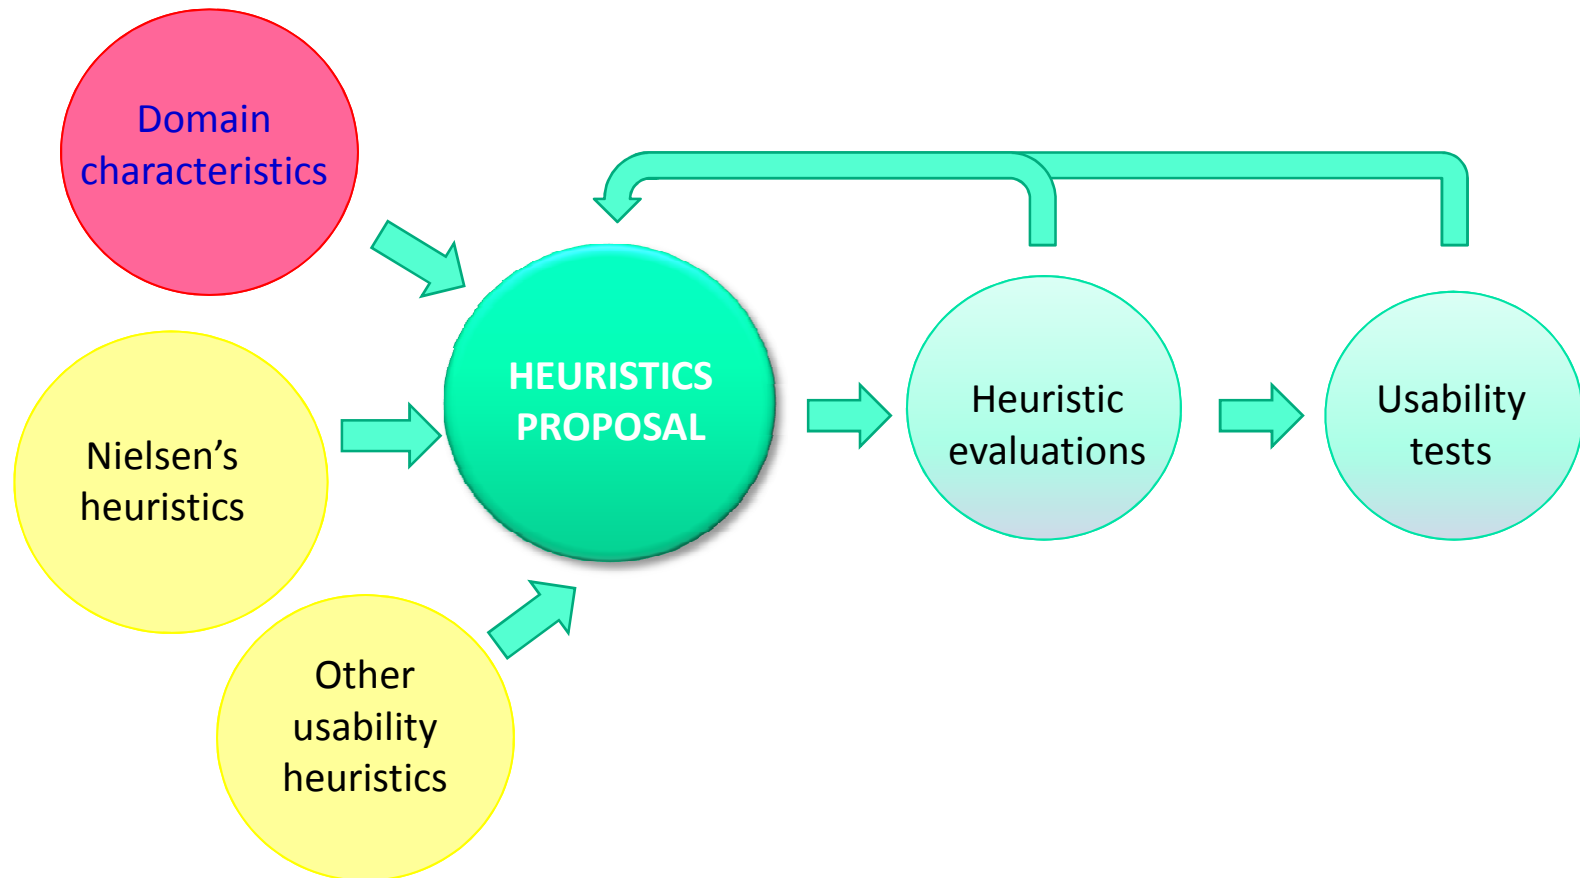 Domain
characteristics
Nielsen’s
heuristics
Other
usability
heuristics
HEURISTICS
PROPOSAL
Heuristic
evaluations
Usability
tests